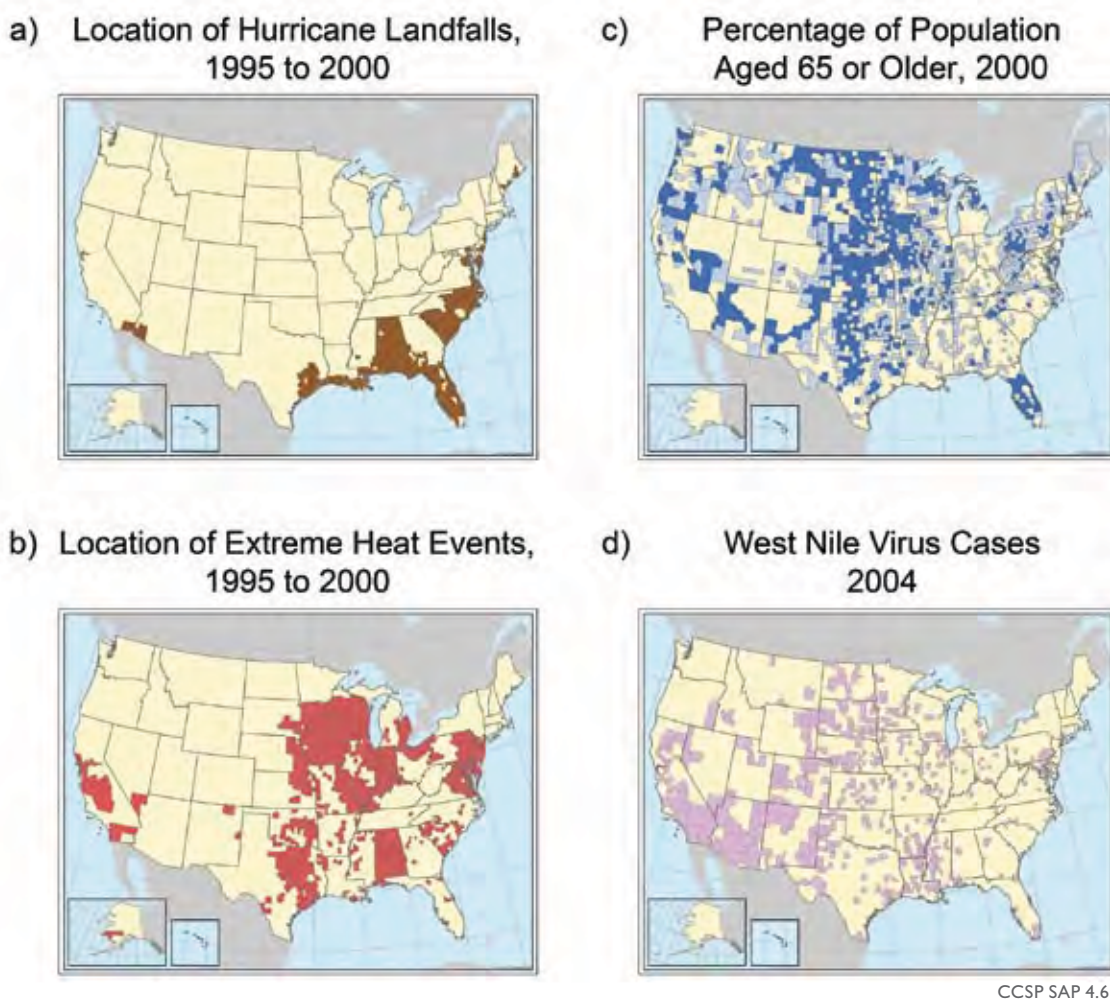 a) Location of Hurricane Landfalls,
1995 to 2000
c) Percentage of Population
Aged 65 or Older, 2000
b) Location of Extreme Heat Events,
1995 to 2000
d) West Nile Virus Cases
2004
CCSP SAP 4.6